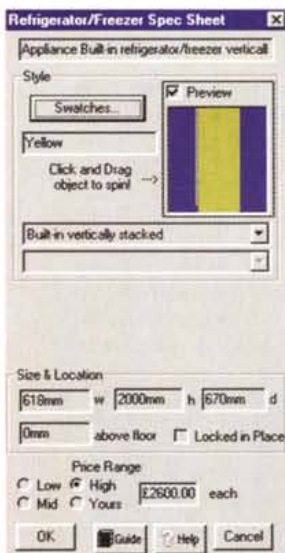 Refrigerator/Freezer Spec Sheet
Appliance Built-in refrigerator/freezer verticall
Style
Swatches...
Preview
Yellow
Click and Drag
object to spin! -->
Built-in vertically stacked
Size & Location
618mm w 2000mm h 670mm d
0mm above floor Locked in Place
Price Range
Low High £2600.00 each
Mid Yours
OK Guide Help Cancel